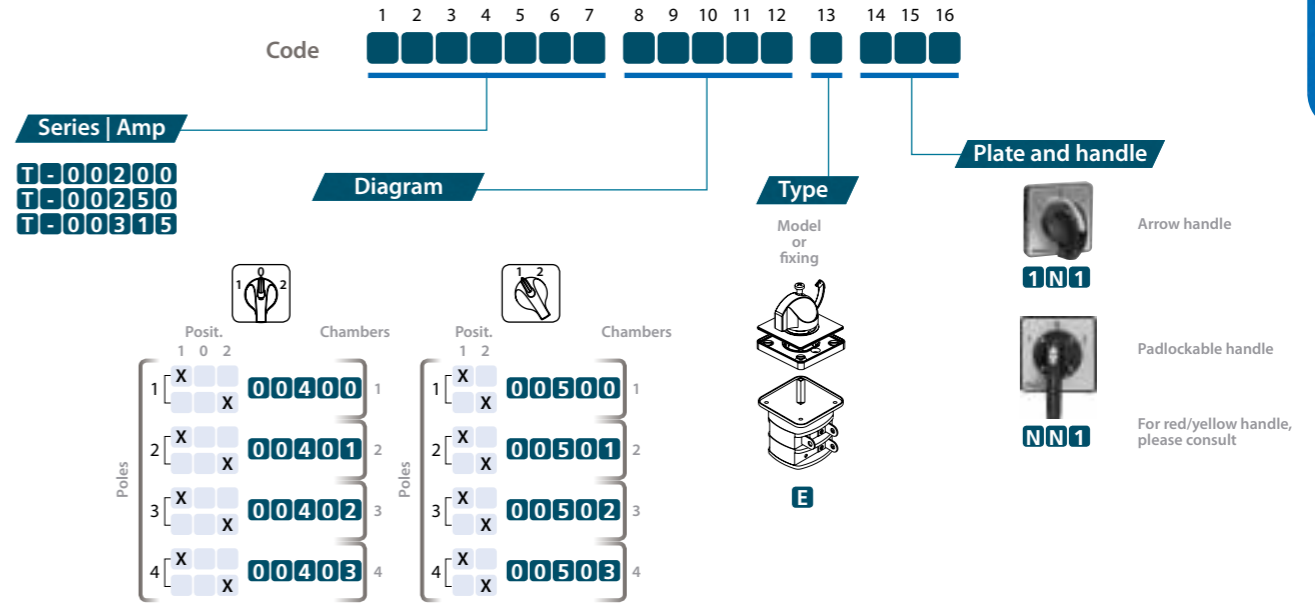 1 2 3 4 5 6 7 8 9 10 11 12 13 14 15 16
Code
Series | Amp
T-00200
T-00250
T-00315
Diagram
Type
Model
or
fixing
E
Plate and handle
Arrow handle
1N1
Padlockable handle
NN1
For red/yellow handle,
please consult
0
1 2
Posit. Chambers
1 0 2
Poles
1 X 00400 1
X
2 X 00401 2
X
3 X 00402 3
X
4 X 00403 4
X
1 2
Posit. Chambers
1 2
Poles
1 X 00500 1
X
2 X 00501 2
X
3 X 00502 3
X
4 X 00503 4
X